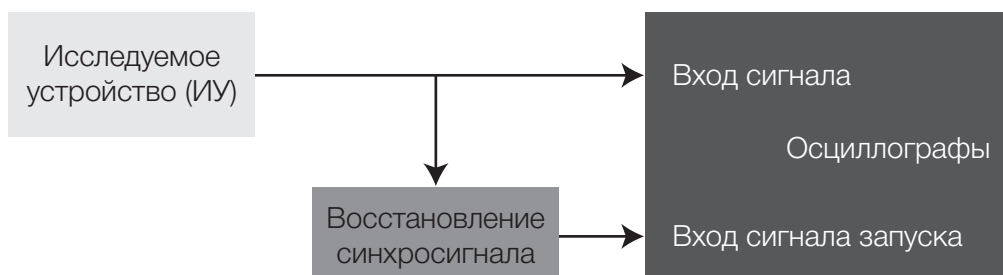 Исследуемое
устройство (ИУ)
Вход сигнала
Осциллографы
Восстановление
синхросигнала
Вход сигнала запуска